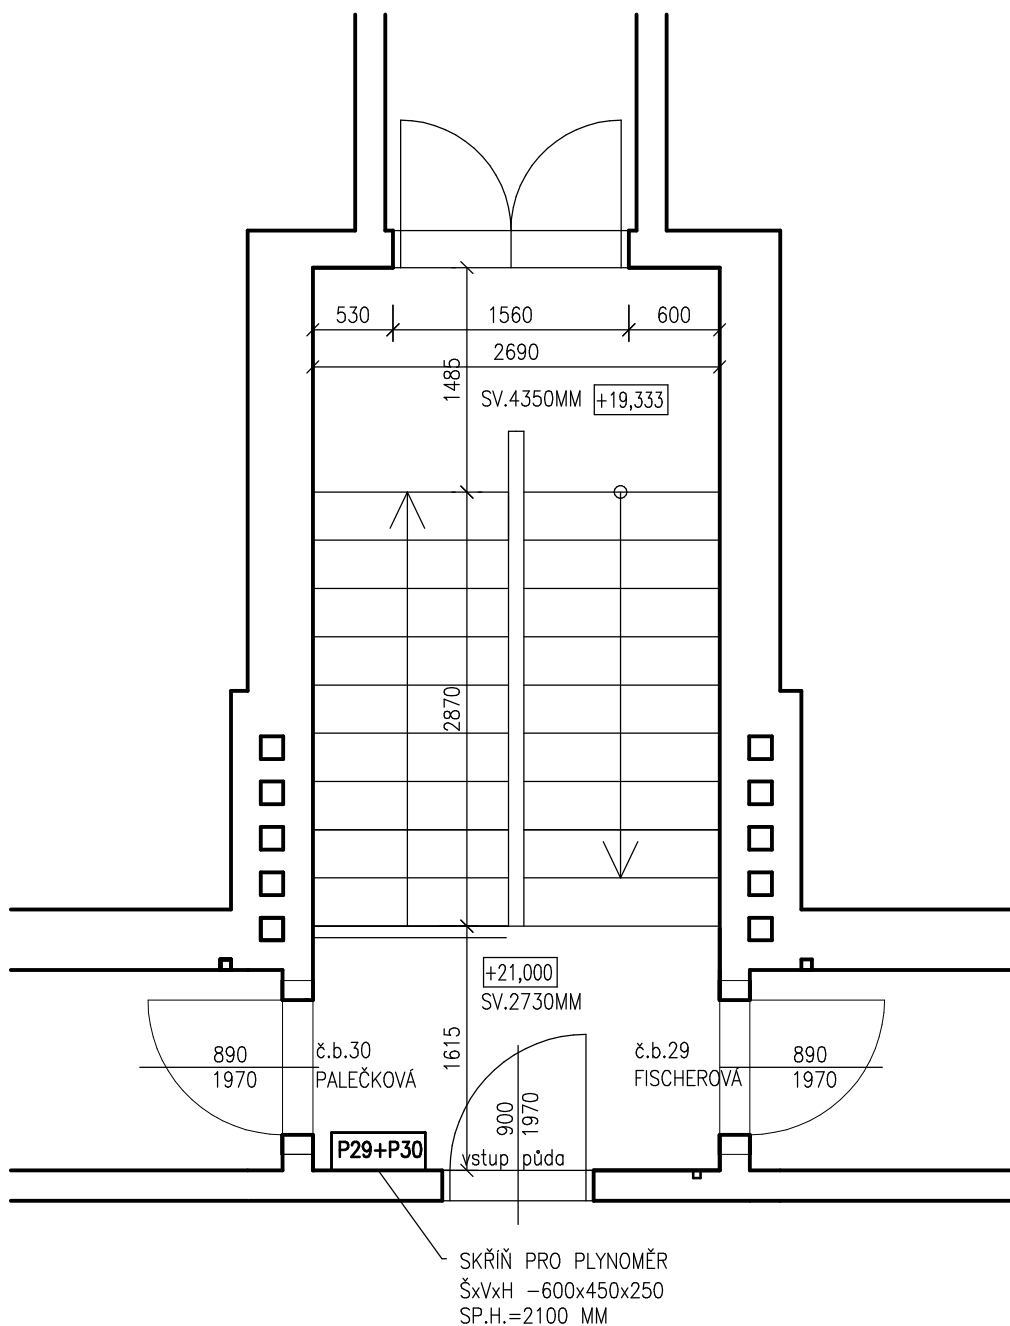 530
1560
600
2690
1485
SV.4350MM
+19,333
2870
+21,000
SV.2730MM
1615
890
1970
č.b.30
PALEČKOVÁ
č.b.29
FISCHEROVÁ
890
1970
900
1970
P29+P30
vstup půda
SKŘÍŇ PRO PLYNOMĚR
ŠxVxH -600x450x250
SP.H.=2100 MM